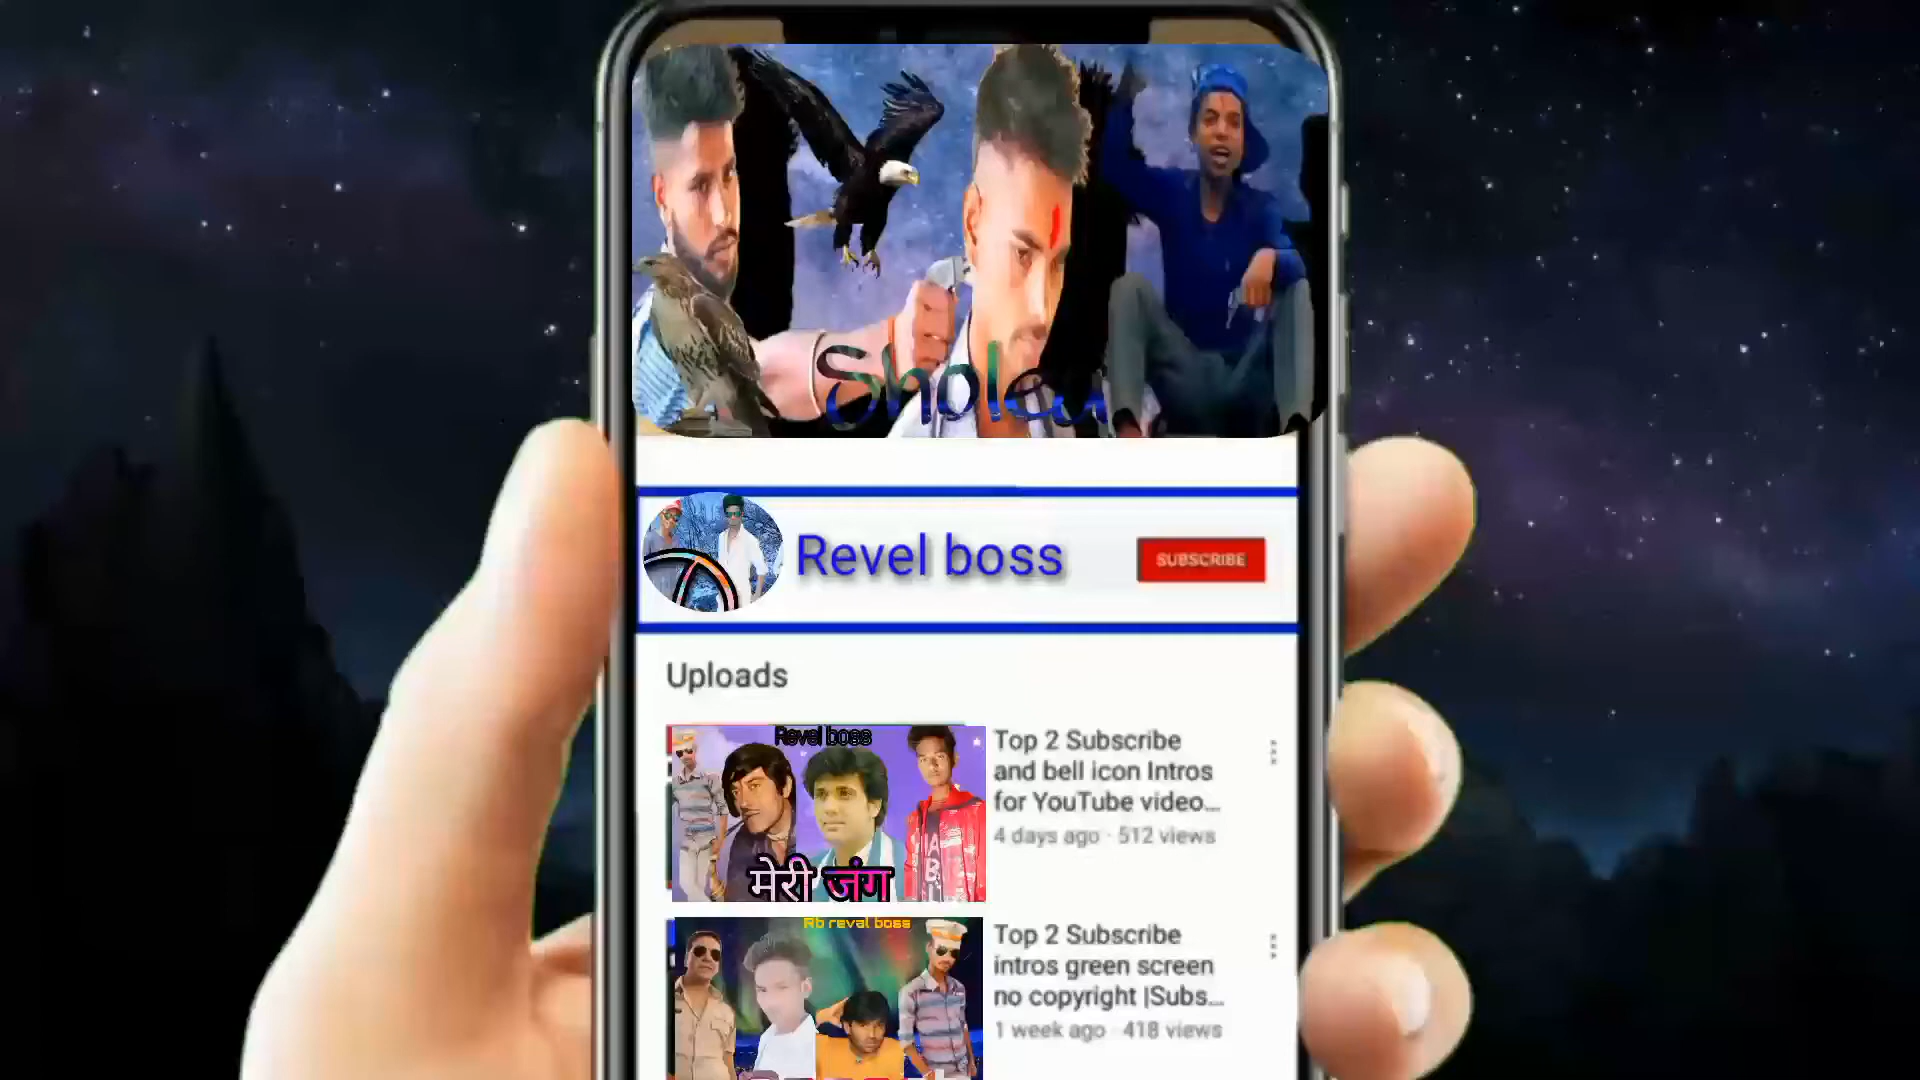 Sholay
Revel boss
SUBSCRIBE
Uploads
Revel boss
मेरी जंग
Top 2 Subscribe
and bell icon Intros
for YouTube video...
4 days ago · 512 views
Rb reval boss
Top 2 Subscribe
intros green screen
no copyright |Subs...
1 week ago · 418 views